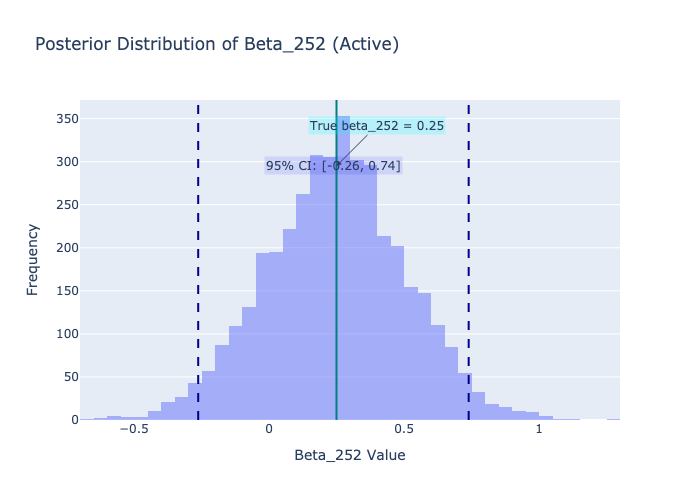 Posterior Distribution of Beta_252 (Active)
350
300
250
200
150
100
50
0
Frequency
True beta_252 = 0.25
95% CI: [-0.26, 0.74]
−0.5
0
0.5
1
Beta_252 Value